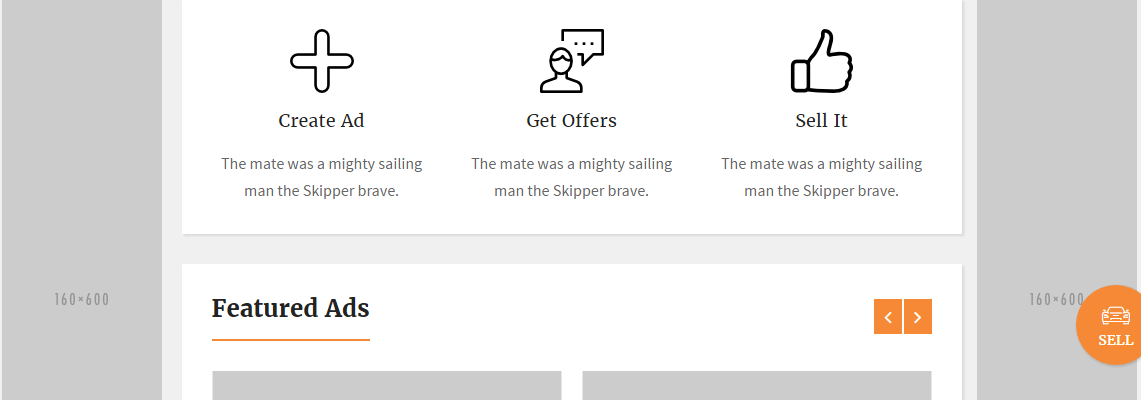 Create Ad
The mate was a mighty sailing
man the Skipper brave.
Get Offers
The mate was a mighty sailing
man the Skipper brave.
Sell It
The mate was a mighty sailing
man the Skipper brave.
160×600
Featured Ads
160×600
SELL